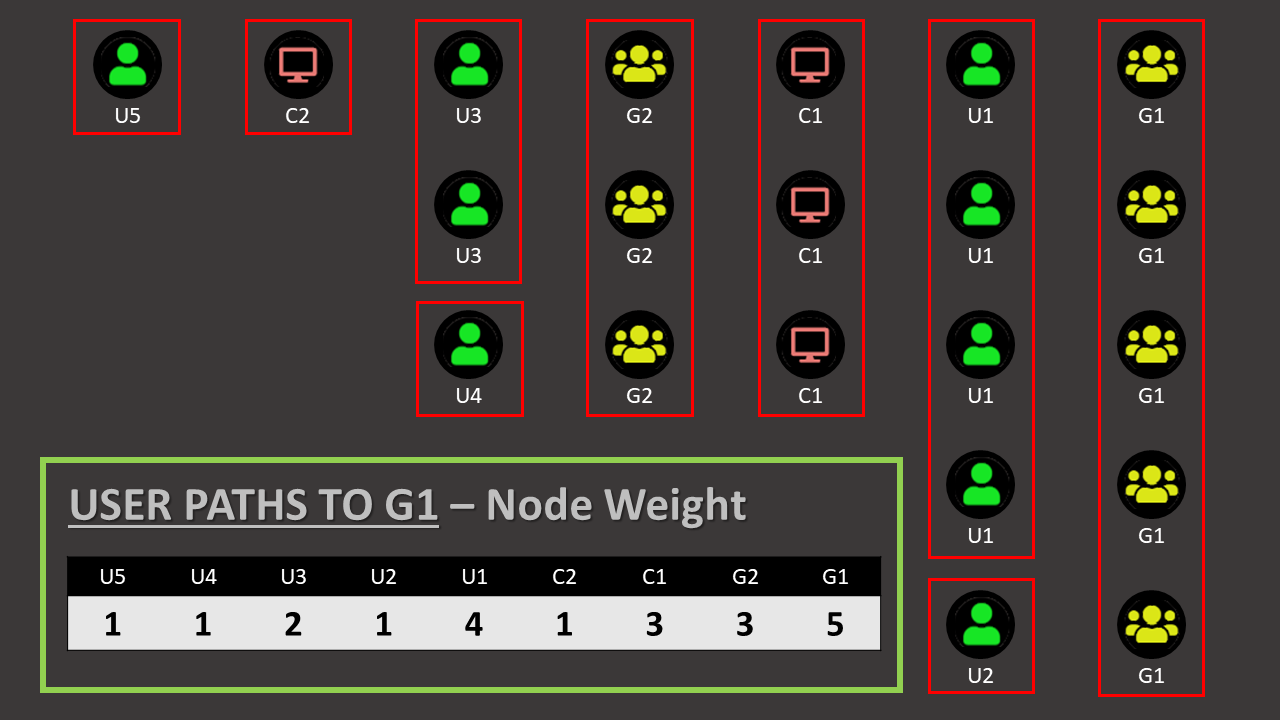 U5 C2 U3 G2 C1 U1 G1
U3 G2 C1 U1 G1
U4 G2 C1 U1 G1
U1 G1
U2 G1
USER PATHS TO G1 – Node Weight
U5 U4 U3 U2 U1 C2 C1 G2 G1
1 1 2 1 4 1 3 3 5